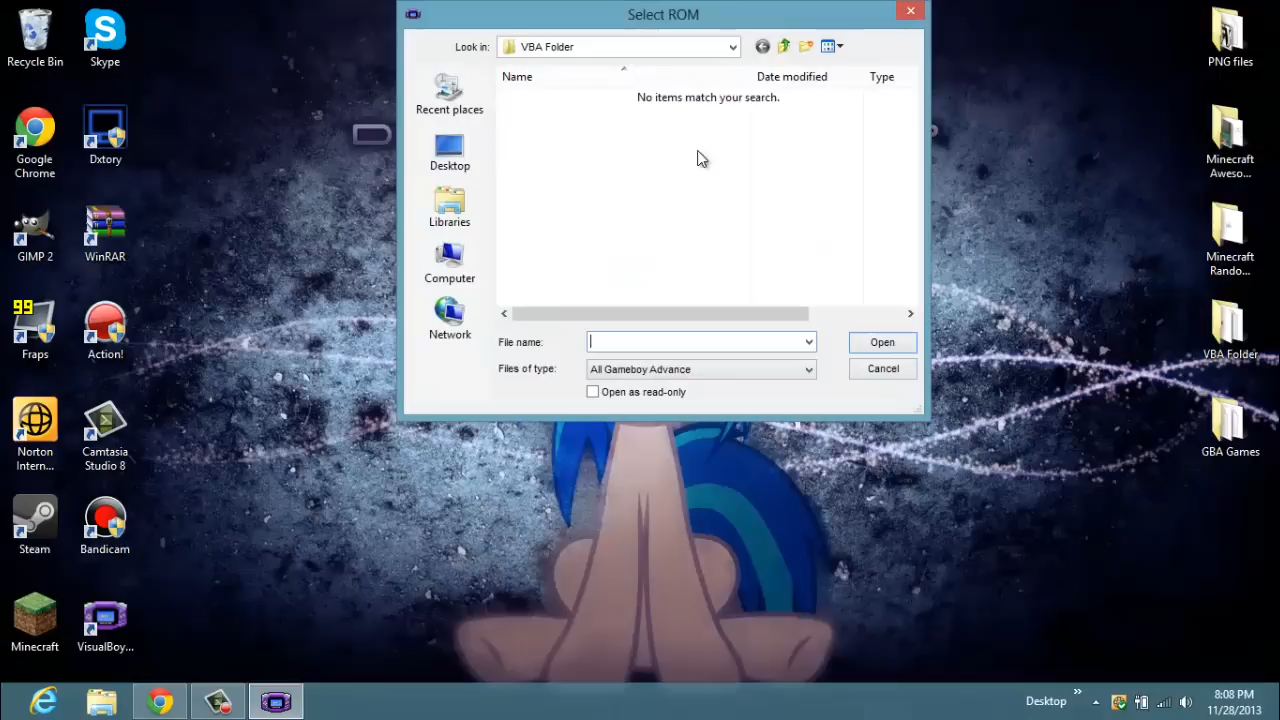 Select ROM
Look in:
VBA Folder
Name
Date modified
Type
No items match your search.
Recent places
Desktop
Libraries
Computer
Network
File name:
Open
Files of type:
All Gameboy Advance
Cancel
Open as read-only
Recycle Bin
Skype
Google
Chrome
Dxtory
GIMP 2
WinRAR
99
Fraps
Action!
Norton
Intern...
Camtasia
Studio 8
Steam
Bandicam
Minecraft
VisualBoy...
PNG files
Minecraft
Aweso...
Minecraft
Rando...
VBA Folder
GBA Games
Desktop
8:08 PM
11/28/2013